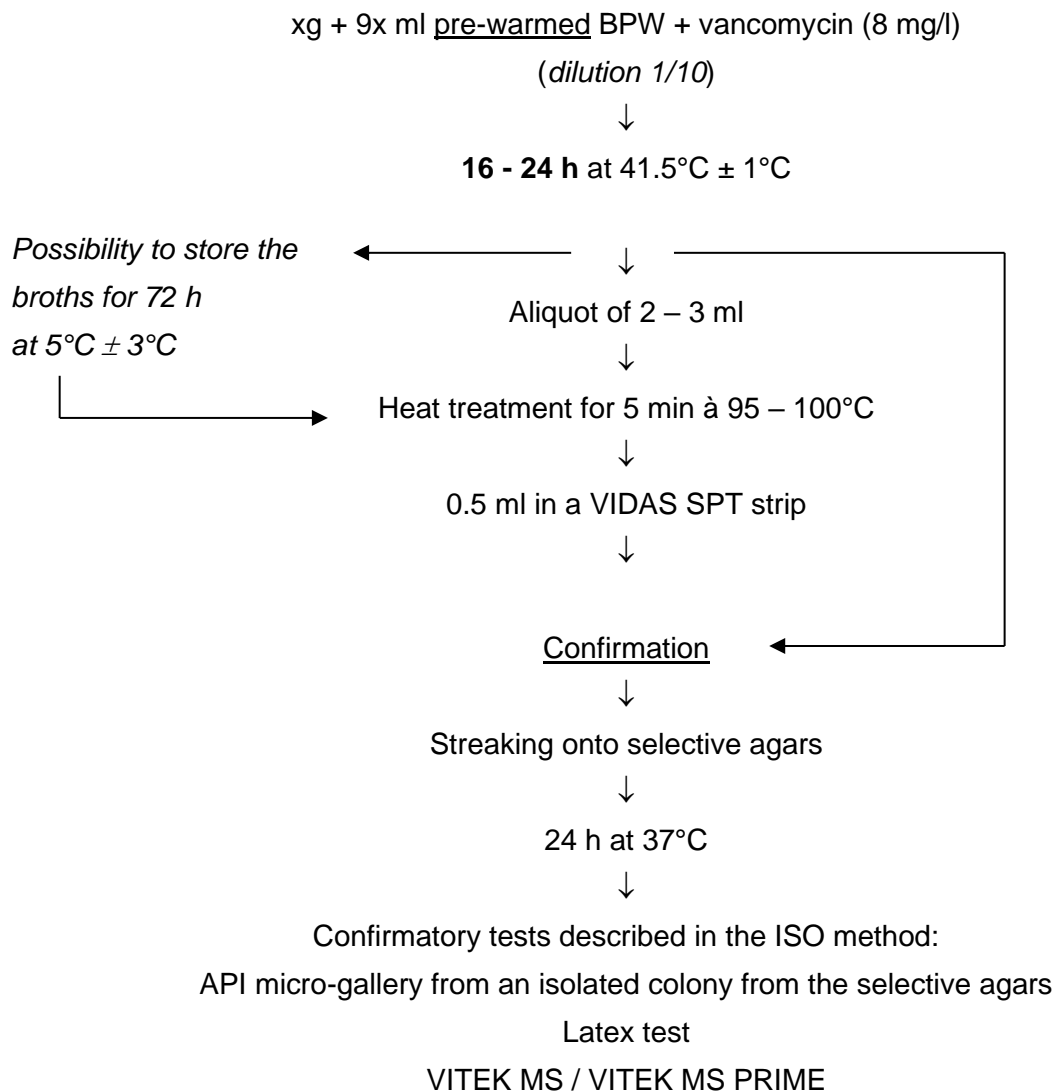 xg + 9x ml pre-warmed BPW + vancomycin (8 mg/l)
(dilution 1/10)
↓
16 - 24 h at 41.5°C ± 1°C
Possibility to store the
broths for 72 h
at 5°C ± 3°C
↓
Aliquot of 2 – 3 ml
↓
Heat treatment for 5 min à 95 – 100°C
↓
0.5 ml in a VIDAS SPT strip
↓
Confirmation
↓
Streaking onto selective agars
↓
24 h at 37°C
↓
Confirmatory tests described in the ISO method:
API micro-gallery from an isolated colony from the selective agars
Latex test
VITEK MS / VITEK MS PRIME